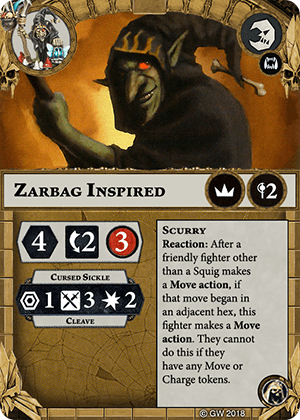 Zarbag Inspired
2
4 2 3
Cursed Sickle
1 3 2
Cleave
Scurry
Reaction: After a
friendly fighter other
than a Squig makes
a Move action, if
that move began in
an adjacent hex, this
fighter makes a Move
action. They cannot
do this if they
have any Move or
Charge tokens.
© GW 2018